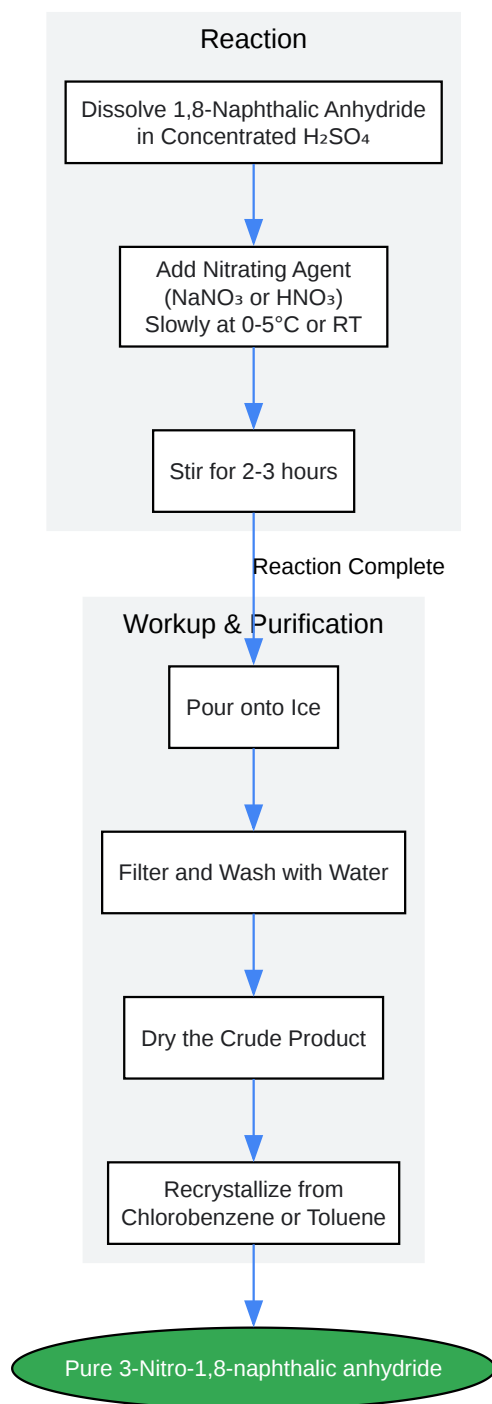 Reaction
Dissolve 1,8-Naphthalic Anhydride
in Concentrated H₂SO₄
Add Nitrating Agent
(NaNO₃ or HNO₃)
Slowly at 0-5°C or RT
Stir for 2-3 hours
Reaction Complete
Workup & Purification
Pour onto Ice
Filter and Wash with Water
Dry the Crude Product
Recrystallize from
Chlorobenzene or Toluene
Pure 3-Nitro-1,8-naphthalic anhydride